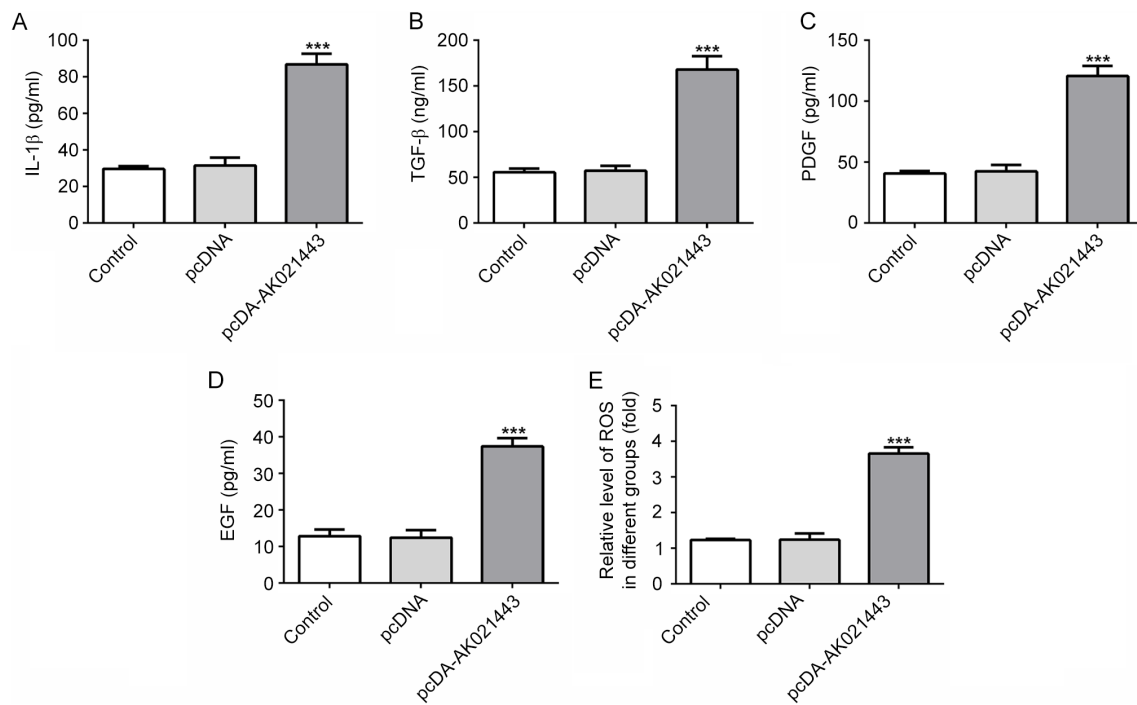 A
IL-1β (pg/ml)
100
80
60
40
20
0
***
Control
pcDNA
pcDA-AK021443
B
TGF-β (ng/ml)
200
150
100
50
0
***
Control
pcDNA
pcDA-AK021443
C
PDGF (pg/ml)
150
100
50
0
***
Control
pcDNA
pcDA-AK021443
D
EGF (pg/ml)
50
40
30
20
10
0
***
Control
pcDNA
pcDA-AK021443
E
Relative level of ROS
in different groups (fold)
5
4
3
2
1
0
***
Control
pcDNA
pcDA-AK021443